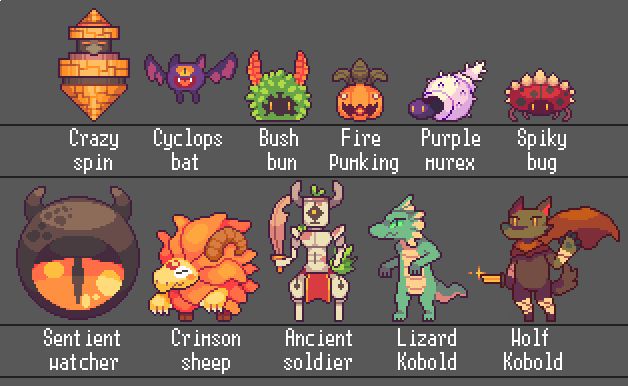 Crazy
spin
Cyclops
bat
Bush
bun
Fire
Pumking
Purple
murex
Spiky
bug
Sentient
watcher
Crimson
sheep
Ancient
soldier
Lizard
Kobold
Wolf
Kobold